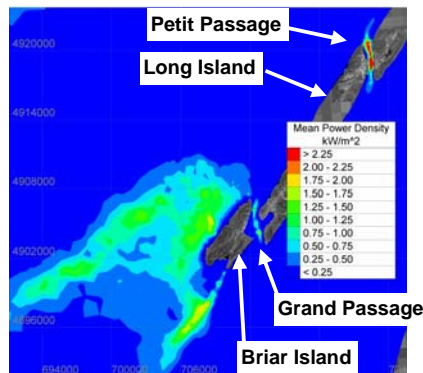 Petit Passage
Long Island
4920000
4914000
Mean Power Density
kW/m^2
> 2.25
2.00 - 2.25
1.75 - 2.00
1.50 - 1.75
1.25 - 1.50
1.00 - 1.25
0.75 - 1.00
0.50 - 0.75
0.25 - 0.50
< 0.25
4908000
4902000
4896000
Grand Passage
Briar Island
694000
700000
706000